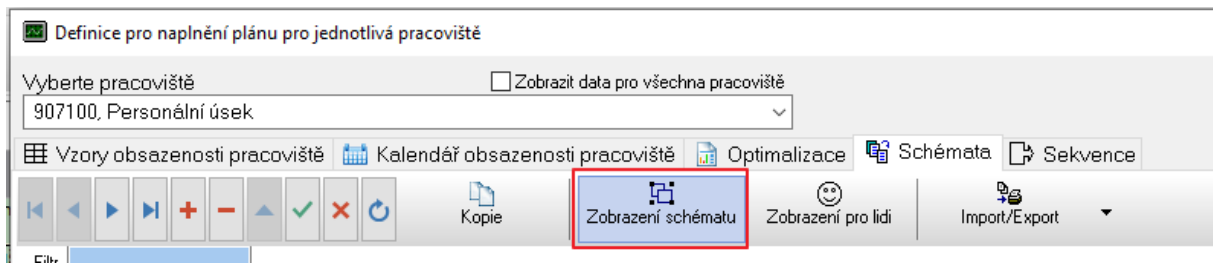 Definice pro naplnění plánu pro jednotlivá pracoviště
Vyberte pracoviště Zobrazit data pro všechna pracoviště
907100, Personální úsek
Vzory obsazenosti pracoviště Kalendář obsazenosti pracoviště Optimalizace Schémata Sekvence
Kopie Zobrazení schématu Zobrazení pro lidi Import/Export
Filtr